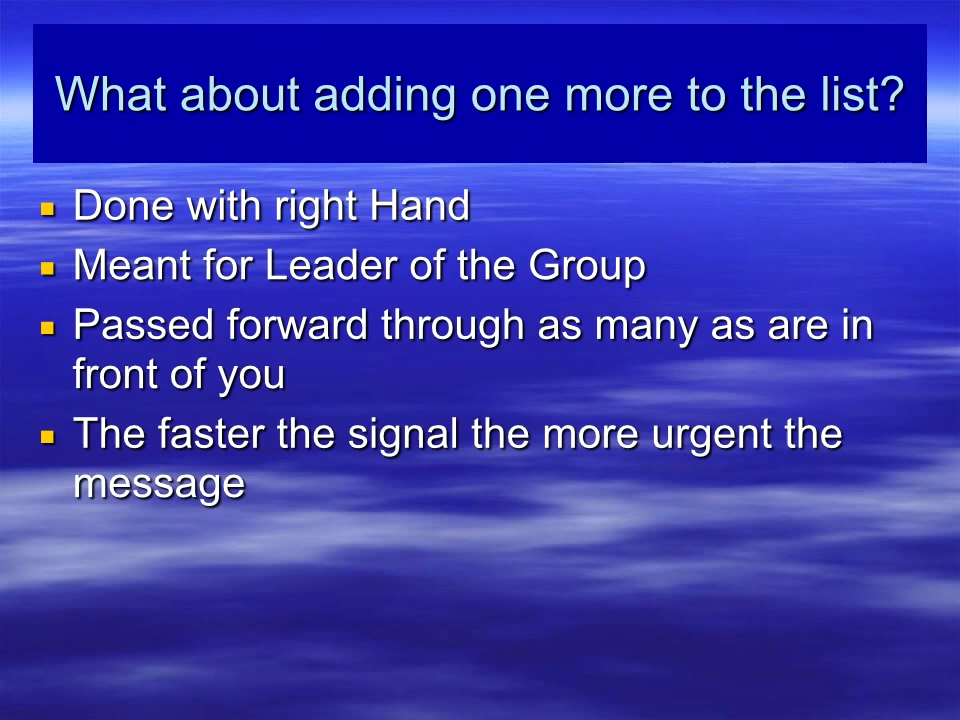 What about adding one more to the list?
Done with right Hand
Meant for Leader of the Group
Passed forward through as many as are in
front of you
The faster the signal the more urgent the
message